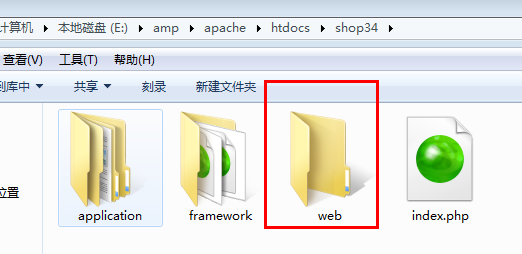 计算机 ▸ 本地磁盘 (E:) ▸ amp ▸ apache ▸ htdocs ▸ shop34 ▸
查看(V) 工具(T) 帮助(H)
到库中 共享 刻录 新建文件夹
位置
application framework web index.php